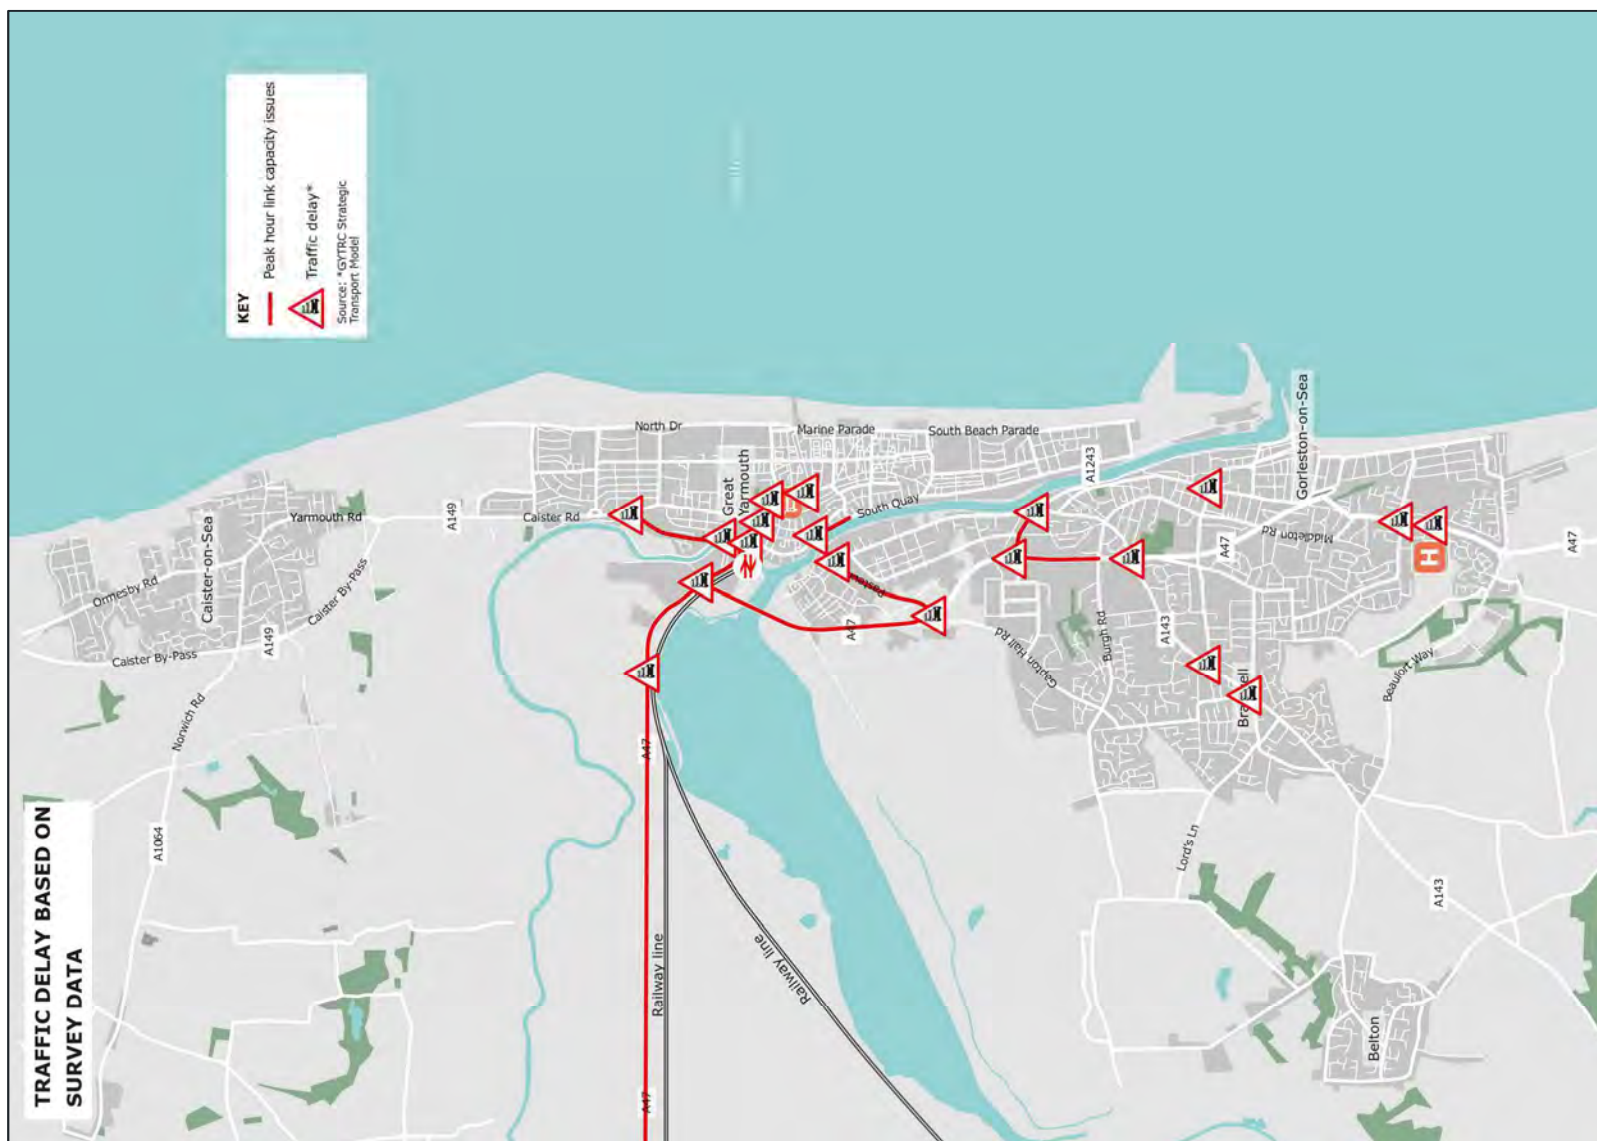 TRAFFIC DELAY BASED ON
SURVEY DATA
KEY
Peak hour link capacity issues
Traffic delay*
Source: *GYTRC Strategic
Transport Model
Ormesby Rd
Caister-on-Sea
Yarmouth Rd
A149
Caister Rd
Caister By-Pass
A149
Caister By-Pass
Norwich Rd
A1064
North Dr
Marine Parade
South Beach Parade
Great
Yarmouth
South Quay
A1243
A47
A47
Railway line
Railway line
A47
Gapton Hall Rd
Burgh Rd
A143
A47
Middleton Rd
Gorleston-on-Sea
H
A47
Beaufort Way
Lord's Ln
A143
Belton